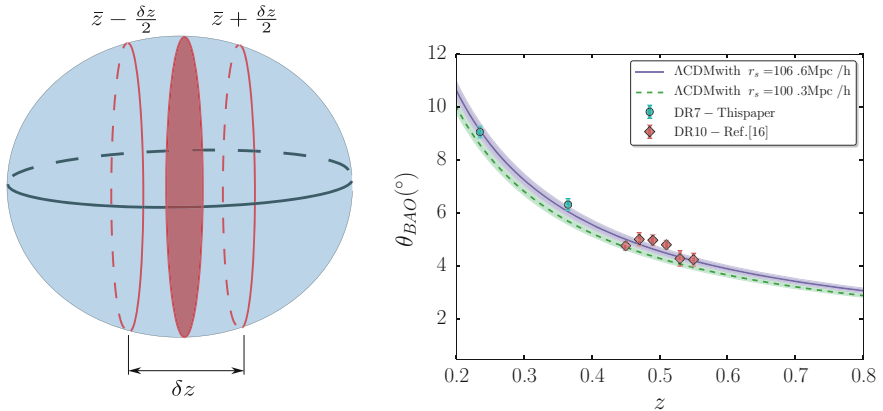 z̄ − δz/2
z̄ + δz/2
δz
12
10
8
6
4
2
θ_BAO(°)
ΛCDMwith r_s =106 .6Mpc /h
ΛCDMwith r_s =100 .3Mpc /h
DR7 − Thispaper
DR10 − Ref.[16]
0.2 0.3 0.4 0.5 0.6 0.7 0.8
z